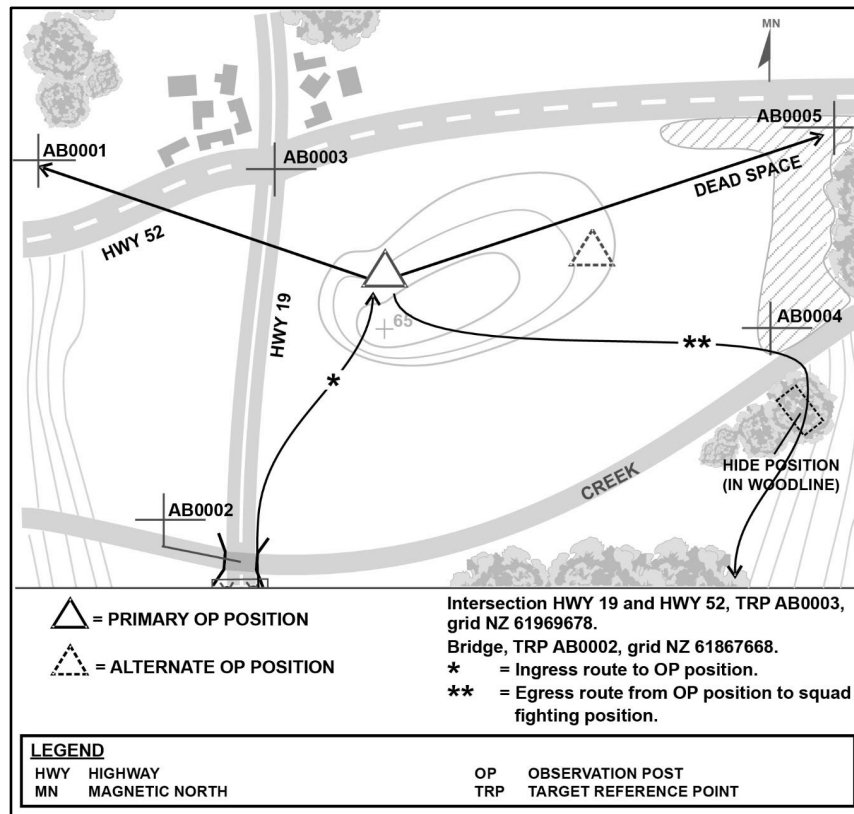 MN
AB0005
AB0001
AB0003
DEAD SPACE
HWY 52
HWY 19
65
AB0004
*
**
HIDE POSITION
(IN WOODLINE)
CREEK
AB0002
= PRIMARY OP POSITION
= ALTERNATE OP POSITION
Intersection HWY 19 and HWY 52, TRP AB0003,
grid NZ 61969678.
Bridge, TRP AB0002, grid NZ 61867668.
* = Ingress route to OP position.
** = Egress route from OP position to squad
fighting position.
LEGEND
HWY HIGHWAY OP OBSERVATION POST
MN MAGNETIC NORTH TRP TARGET REFERENCE POINT